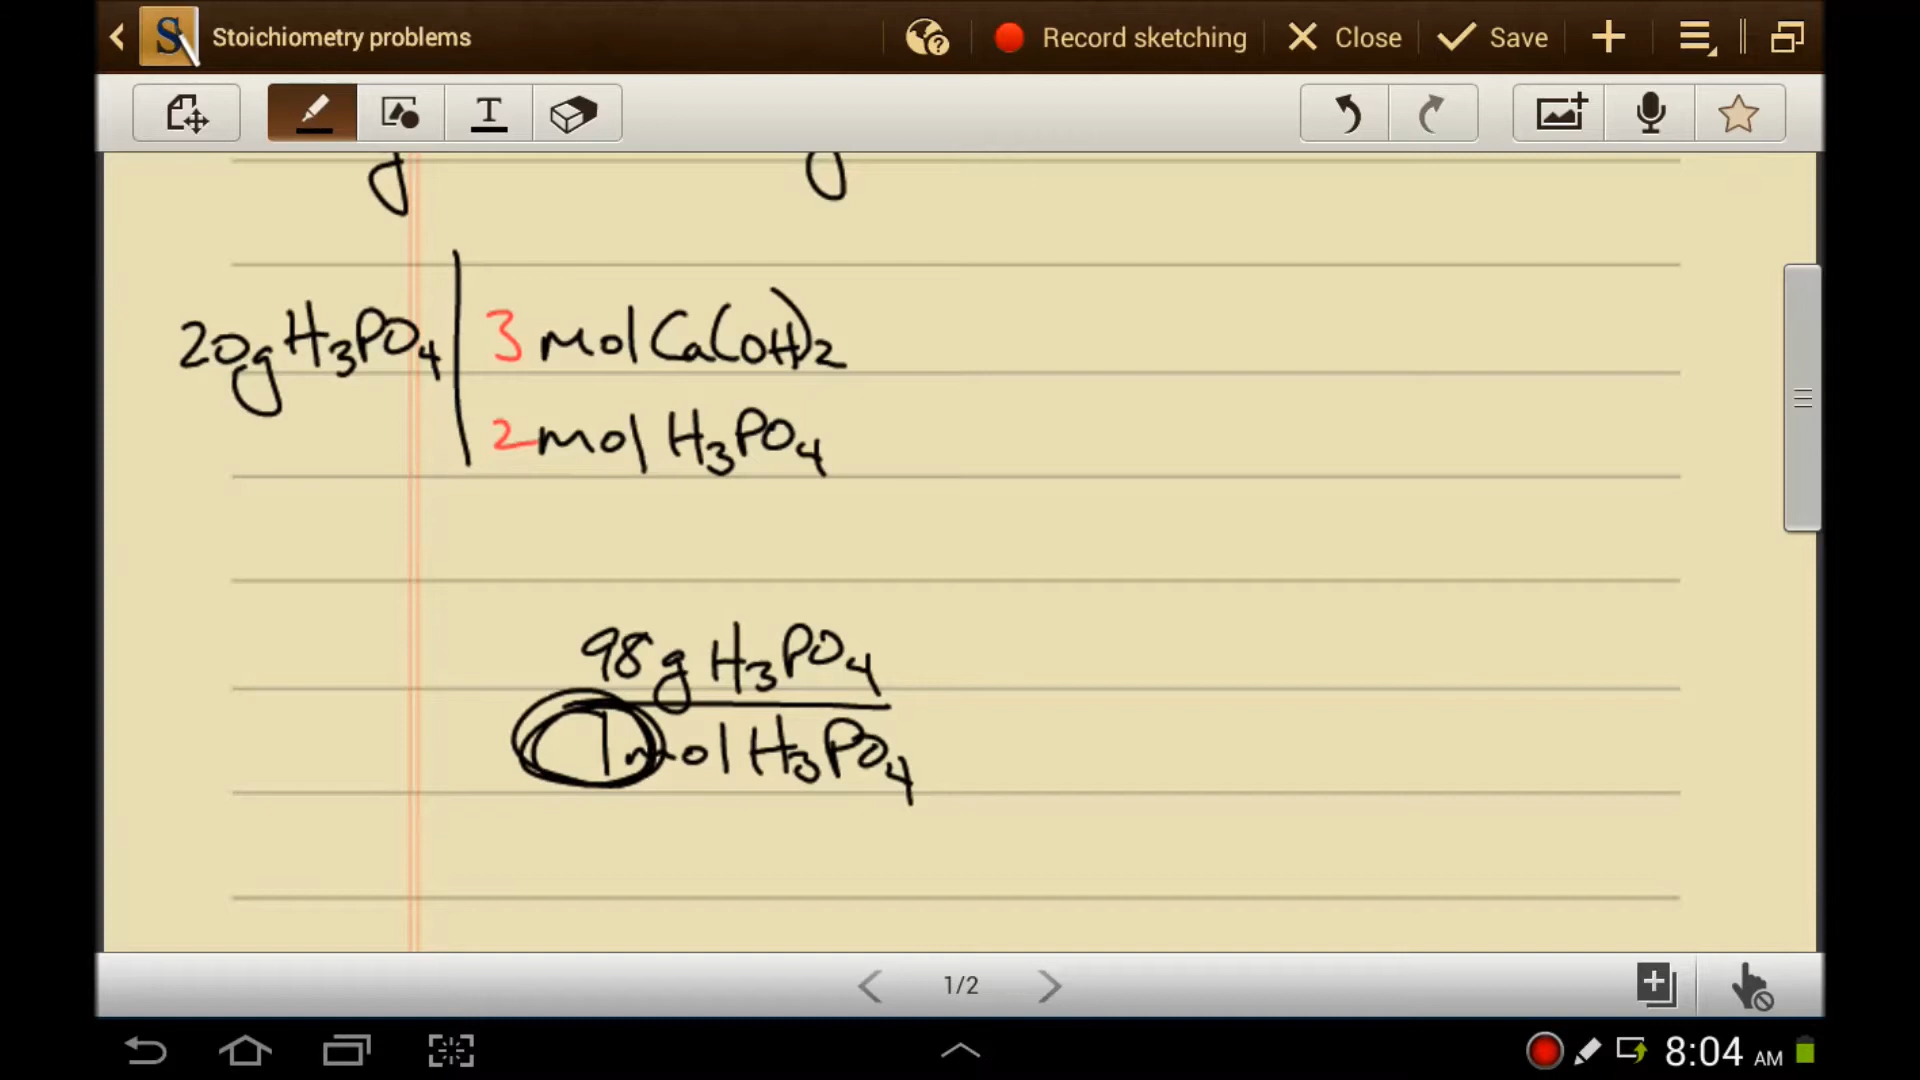 Stoichiometry problems Record sketching Close Save
T
20g H3PO4 | 3 mol Ca(OH)2
2 mol H3PO4
98g H3PO4
1 mol H3PO4
1/2
8:04 AM